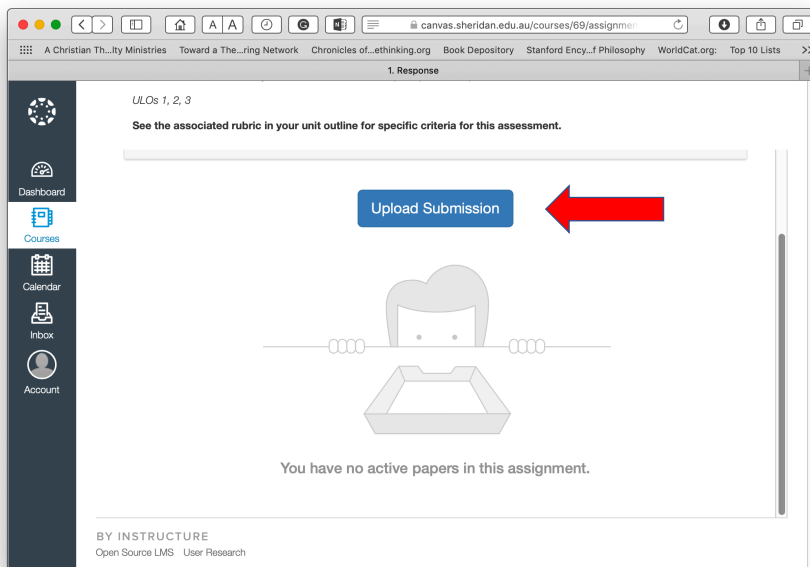 A A
canvas.sheridan.edu.au/courses/69/assignmen
A Christian Th...lty Ministries Toward a The...ring Network Chronicles of...ethinking.org Book Depository Stanford Ency...f Philosophy WorldCat.org: Top 10 Lists
1. Response
ULOs 1, 2, 3
See the associated rubric in your unit outline for specific criteria for this assessment.
Upload Submission
Dashboard
Courses
Calendar
Inbox
Account
You have no active papers in this assignment.
BY INSTRUCTURE
Open Source LMS User Research